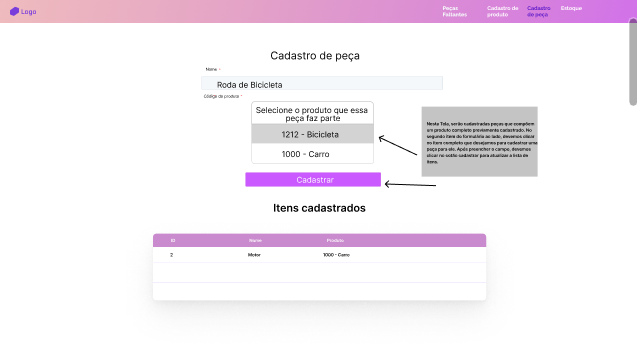 Logo
Peças Faltantes
Cadastro de produto
Cadastro de peça
Estoque
Cadastro de peça
Nome *
Roda de Bicicleta
Código de produto *
Selecione o produto que essa
peça faz parte
1212 - Bicicleta
1000 - Carro
Cadastrar
Nesta Tela, serão cadastradas peças que compõem
um produto completo previamente cadastrado. No
segundo item do formulário ao lado, devemos clicar
no item completo que desejamos para cadastrar uma
peça para ele. Após preencher o campo, devemos
clicar no botão cadastrar para atualizar a lista de
itens.
Itens cadastrados
ID Nome Produto
2 Motor 1000 - Carro